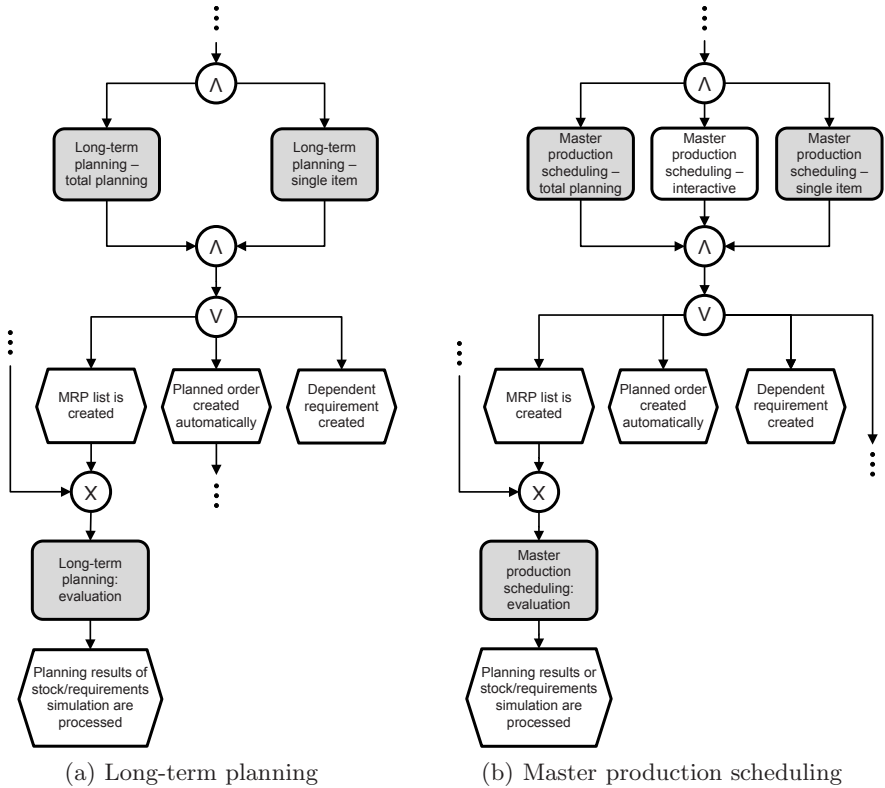 Λ
Long-term
planning –
total planning
Long-term
planning –
single item
Λ
V
MRP list is
created
Planned order
created
automatically
Dependent
requirement
created
X
Long-term
planning:
evaluation
Planning results of
stock/requirements
simulation are
processed
(a) Long-term planning
Λ
Master
production
scheduling –
total planning
Master
production
scheduling –
interactive
Master
production
scheduling –
single item
Λ
V
MRP list is
created
Planned order
created
automatically
Dependent
requirement
created
X
Master
production
scheduling:
evaluation
Planning results or
stock/requirements
simulation are
processed
(b) Master production scheduling